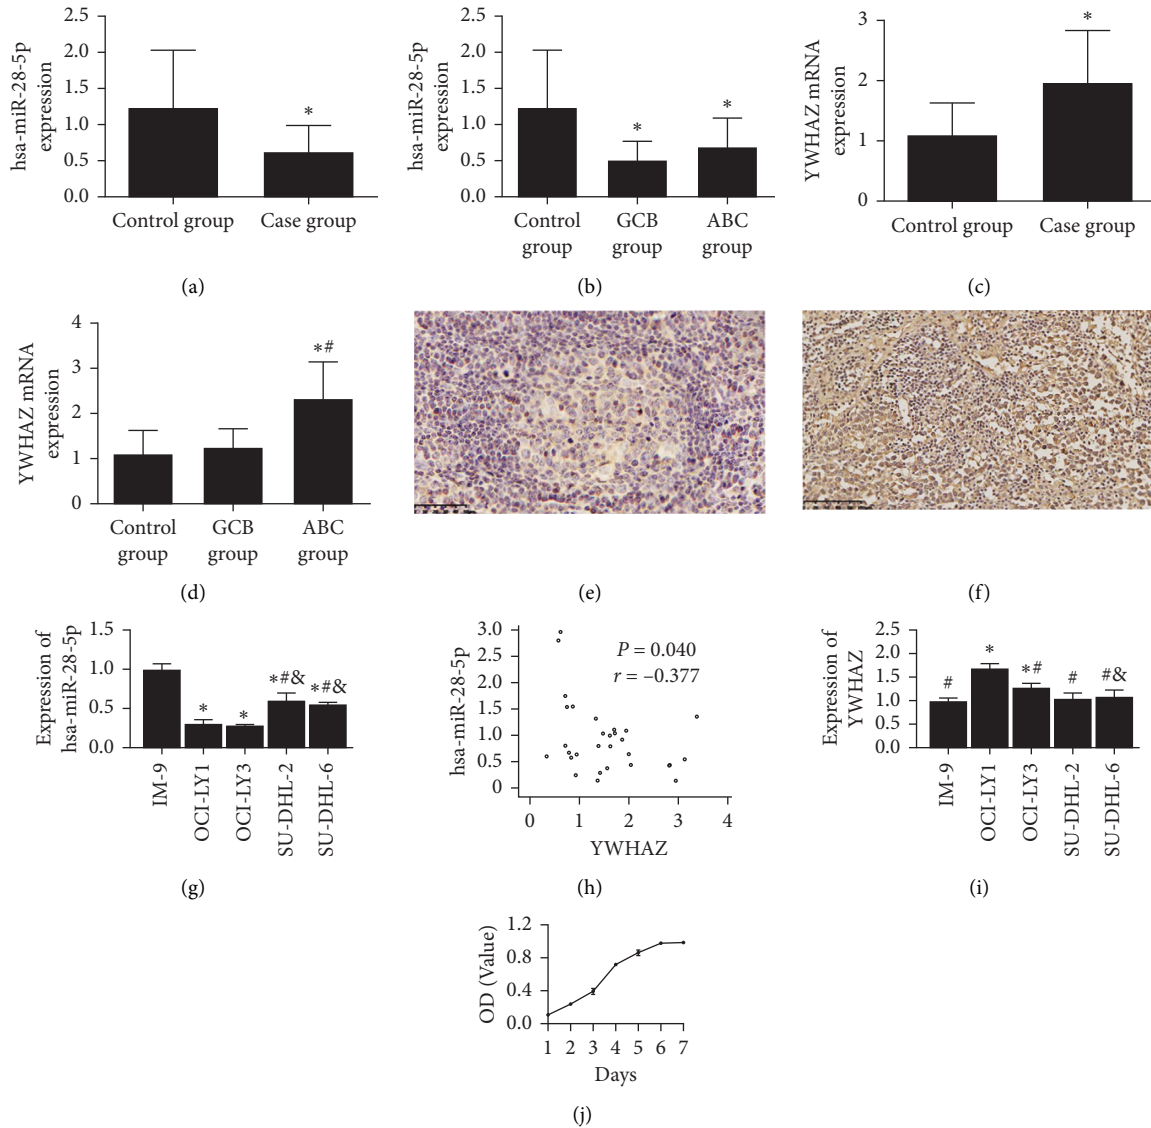 hsa-miR-28-5p
expression
2.5
2.0
1.5
1.0
0.5
0.0
*
Control group
Case group
(a)
hsa-miR-28-5p
expression
2.5
2.0
1.5
1.0
0.5
0.0
*
*
Control
group
GCB
group
ABC
group
(b)
YWHAZ mRNA
expression
3
2
1
0
*
Control group
Case group
(c)
YWHAZ mRNA
expression
4
3
2
1
0
*#
Control
group
GCB
group
ABC
group
(d)
(e)
(f)
Expression of
hsa-miR-28-5p
1.5
1.0
0.5
0.0
*
*
*#&
*#&
IM-9
OCI-LY1
OCI-LY3
SU-DHL-2
SU-DHL-6
(g)
hsa-miR-28-5p
3.0
2.5
2.0
1.5
1.0
0.5
0
P = 0.040
r = –0.377
0 1 2 3 4
YWHAZ
(h)
Expression of
YWHAZ
2.5
2.0
1.5
1.0
0.5
0.0
#
*
*#
#
#&
IM-9
OCI-LY1
OCI-LY3
SU-DHL-2
SU-DHL-6
(i)
OD (Value)
1.2
0.8
0.4
0.0
1 2 3 4 5 6 7
Days
(j)